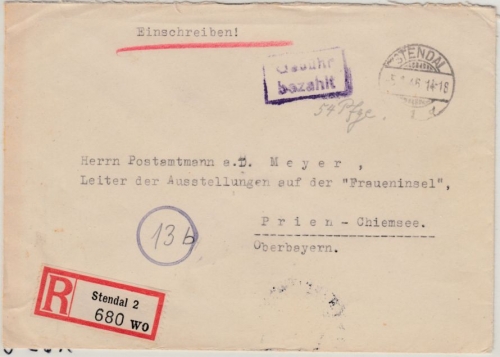 Einschreiben!
Gebühr
bezahlt
STENDAL
54 Pfge.
Herrn Postamtmann a.D. Meyer,
Leiter der Ausstellungen auf der "Fraueninsel",
Prien - Chiemsee.
Oberbayern.
13b
R
Stendal 2
680 wo